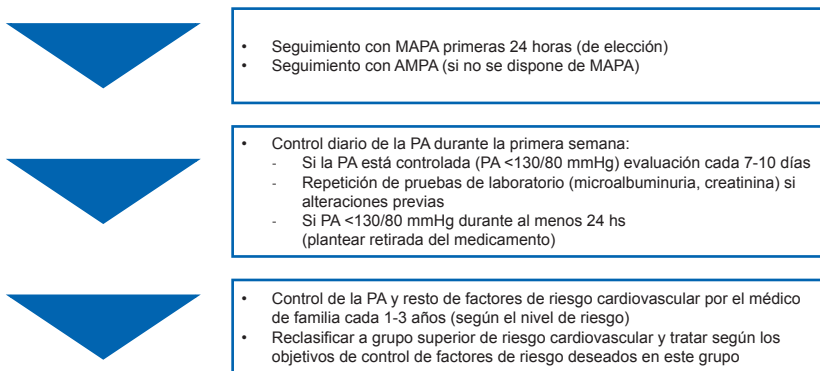 • Seguimiento con MAPA primeras 24 horas (de elección)
• Seguimiento con AMPA (si no se dispone de MAPA)
• Control diario de la PA durante la primera semana:
- Si la PA está controlada (PA <130/80 mmHg) evaluación cada 7-10 días
- Repetición de pruebas de laboratorio (microalbuminuria, creatinina) si
alteraciones previas
- Si PA <130/80 mmHg durante al menos 24 hs
(plantear retirada del medicamento)
• Control de la PA y resto de factores de riesgo cardiovascular por el médico
de familia cada 1-3 años (según el nivel de riesgo)
• Reclasificar a grupo superior de riesgo cardiovascular y tratar según los
objetivos de control de factores de riesgo deseados en este grupo